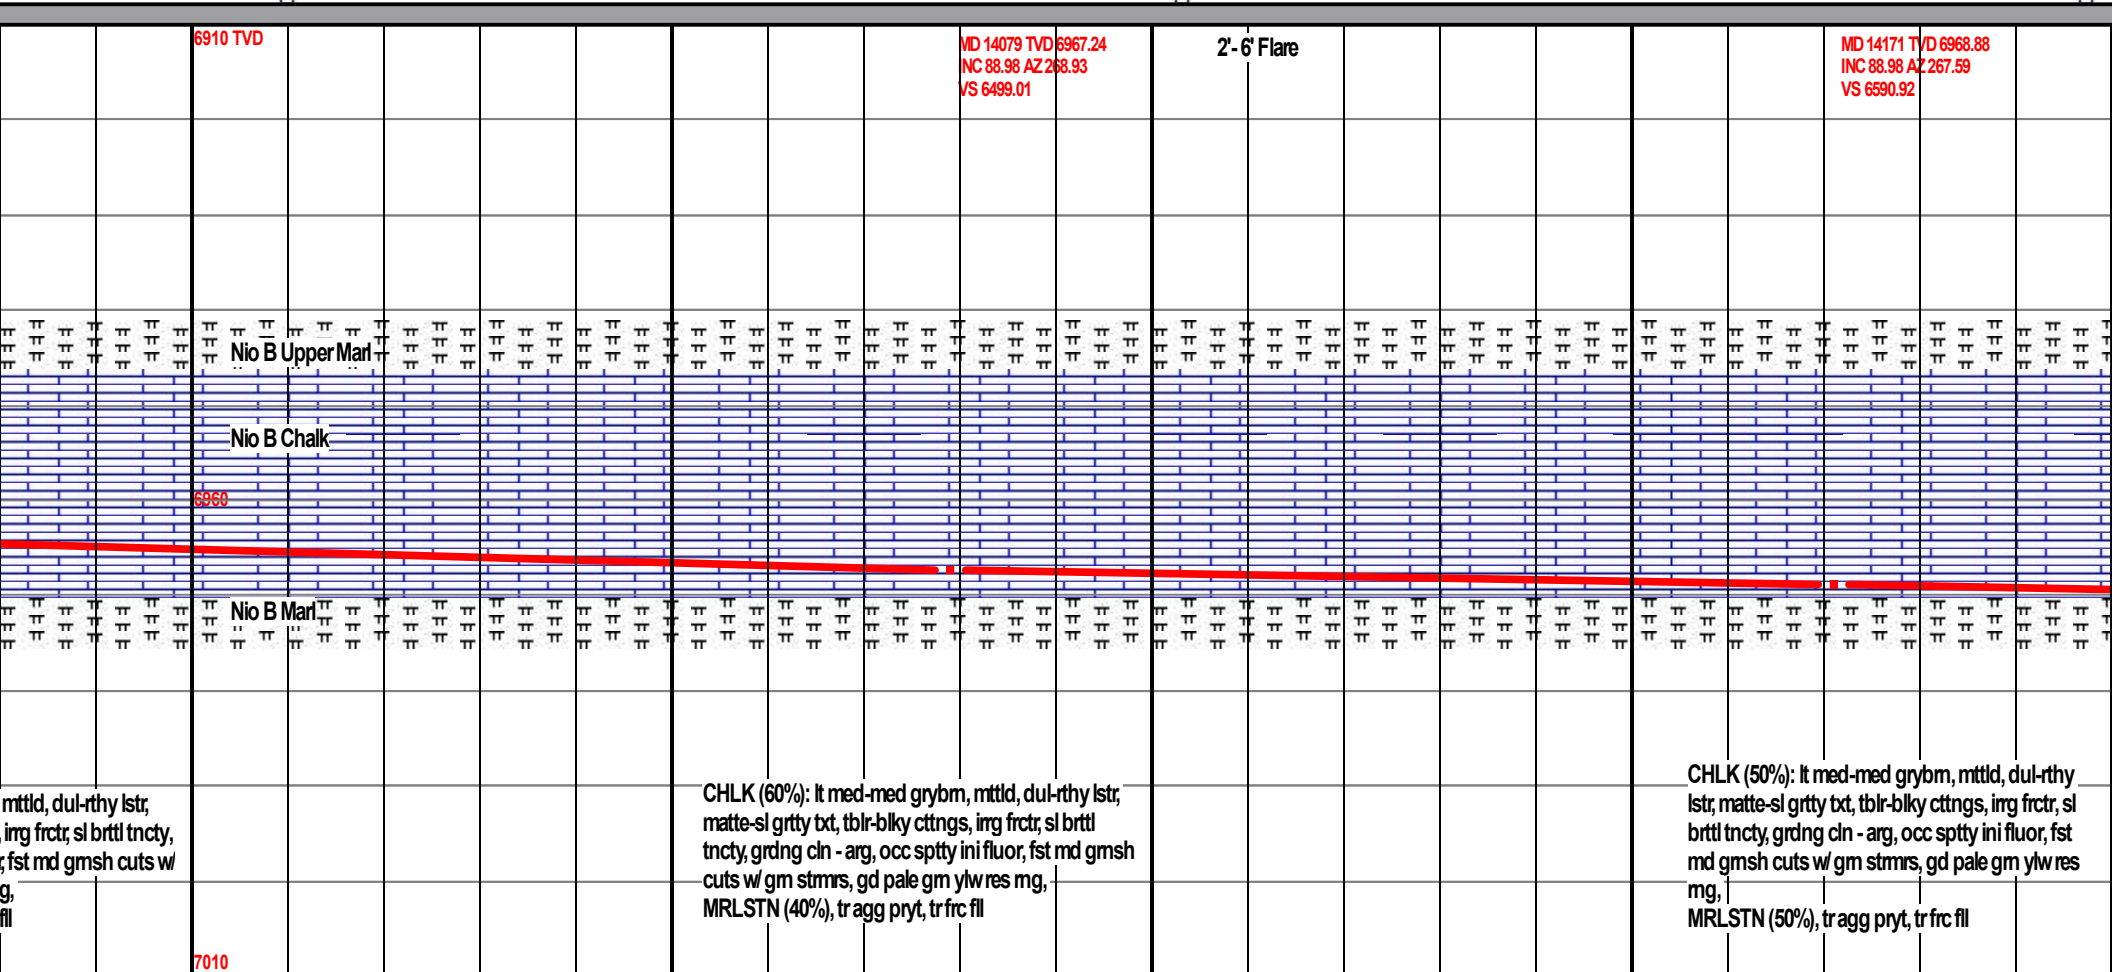 6910 TVD
MD 14079 TVD 6967.24
INC 88.98 AZ 268.93
VS 6499.01
2'- 6' Flare
MD 14171 TVD 6968.88
INC 88.98 AZ 267.59
VS 6590.92
Nio B Upper Marl
Nio B Chalk
6960
Nio B Marl
mttld, dul-rthy lstr,
, irrg frctr, sl brttl tncty,
r, fst md grnsh cuts w/
g,
fll
CHLK (60%): lt med-med grybrn, mttld, dul-rthy lstr,
matte-sl grtty txt, tblr-blky cttngs, irrg frctr, sl brttl
tncty, grdng cln - arg, occ sptty ini fluor, fst md grnsh
cuts w/ grn strmrs, gd pale grn ylw res rng,
MRLSTN (40%), tr agg pryt, tr frc fll
CHLK (50%): lt med-med grybrn, mttld, dul-rthy
lstr, matte-sl grtty txt, tblr-blky cttngs, irrg frctr, sl
brttl tncty, grdng cln - arg, occ sptty ini fluor, fst
md grnsh cuts w/ grn strmrs, gd pale grn ylw res
rng,
MRLSTN (50%), tr agg pryt, tr frc fll
7010